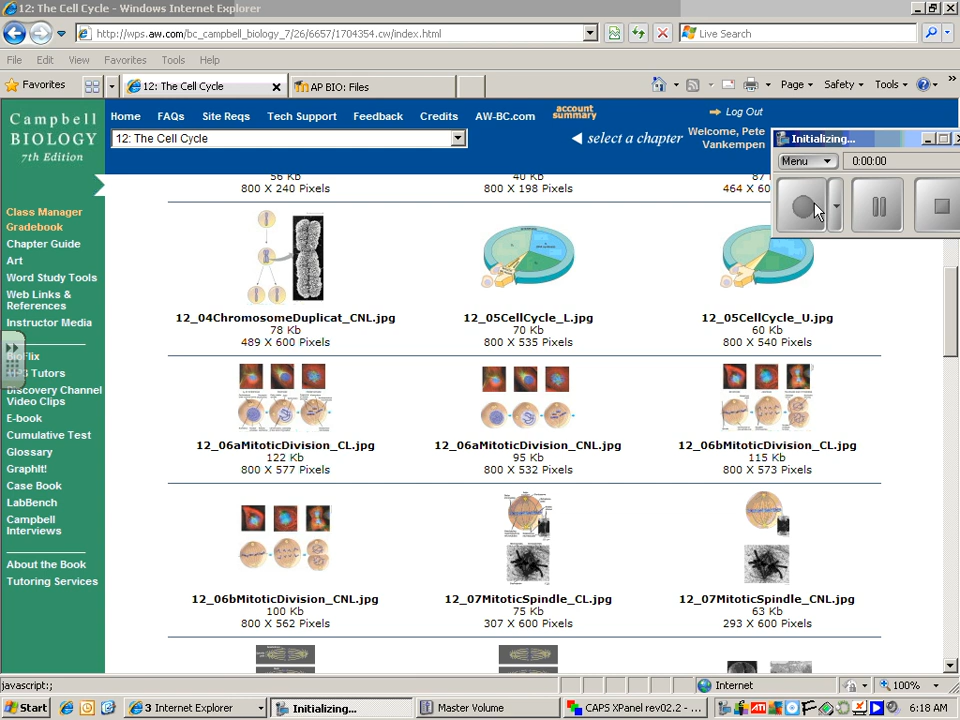 12: The Cell Cycle - Windows Internet Explorer
http://wps.aw.com/bc_campbell_biology_7/26/6657/1704354.cw/index.html
Live Search
File Edit View Favorites Tools Help
Favorites
12: The Cell Cycle
AP BIO: Files
Page Safety Tools
Campbell
BIOLOGY
7th Edition
Home FAQs Site Reqs Tech Support Feedback Credits AW-BC.com
account
summary
Log Out
12: The Cell Cycle
select a chapter
Welcome, Pete
Vankempen
Initializing...
Menu
0:00:00
Class Manager
Gradebook
Chapter Guide
Art
Word Study Tools
Web Links &
References
Instructor Media
BioFlix
Tutors
Discovery Channel
Video Clips
E-book
Cumulative Test
Glossary
GraphIt!
Case Book
LabBench
Campbell
Interviews
About the Book
Tutoring Services
56 Kb
800 X 240 Pixels
40 Kb
800 X 198 Pixels
87
464 X 60
12_04ChromosomeDuplicat_CNL.jpg
78 Kb
489 X 600 Pixels
12_05CellCycle_L.jpg
70 Kb
800 X 535 Pixels
12_05CellCycle_U.jpg
60 Kb
800 X 540 Pixels
12_06aMitoticDivision_CL.jpg
122 Kb
800 X 577 Pixels
12_06aMitoticDivision_CNL.jpg
95 Kb
800 X 532 Pixels
12_06bMitoticDivision_CL.jpg
115 Kb
800 X 573 Pixels
12_06bMitoticDivision_CNL.jpg
100 Kb
800 X 562 Pixels
12_07MitoticSpindle_CL.jpg
75 Kb
307 X 600 Pixels
12_07MitoticSpindle_CNL.jpg
63 Kb
293 X 600 Pixels
javascript:;
Internet
100%
Start
3 Internet Explorer
Initializing...
Master Volume
CAPS XPanel rev02.2 - ...
6:18 AM